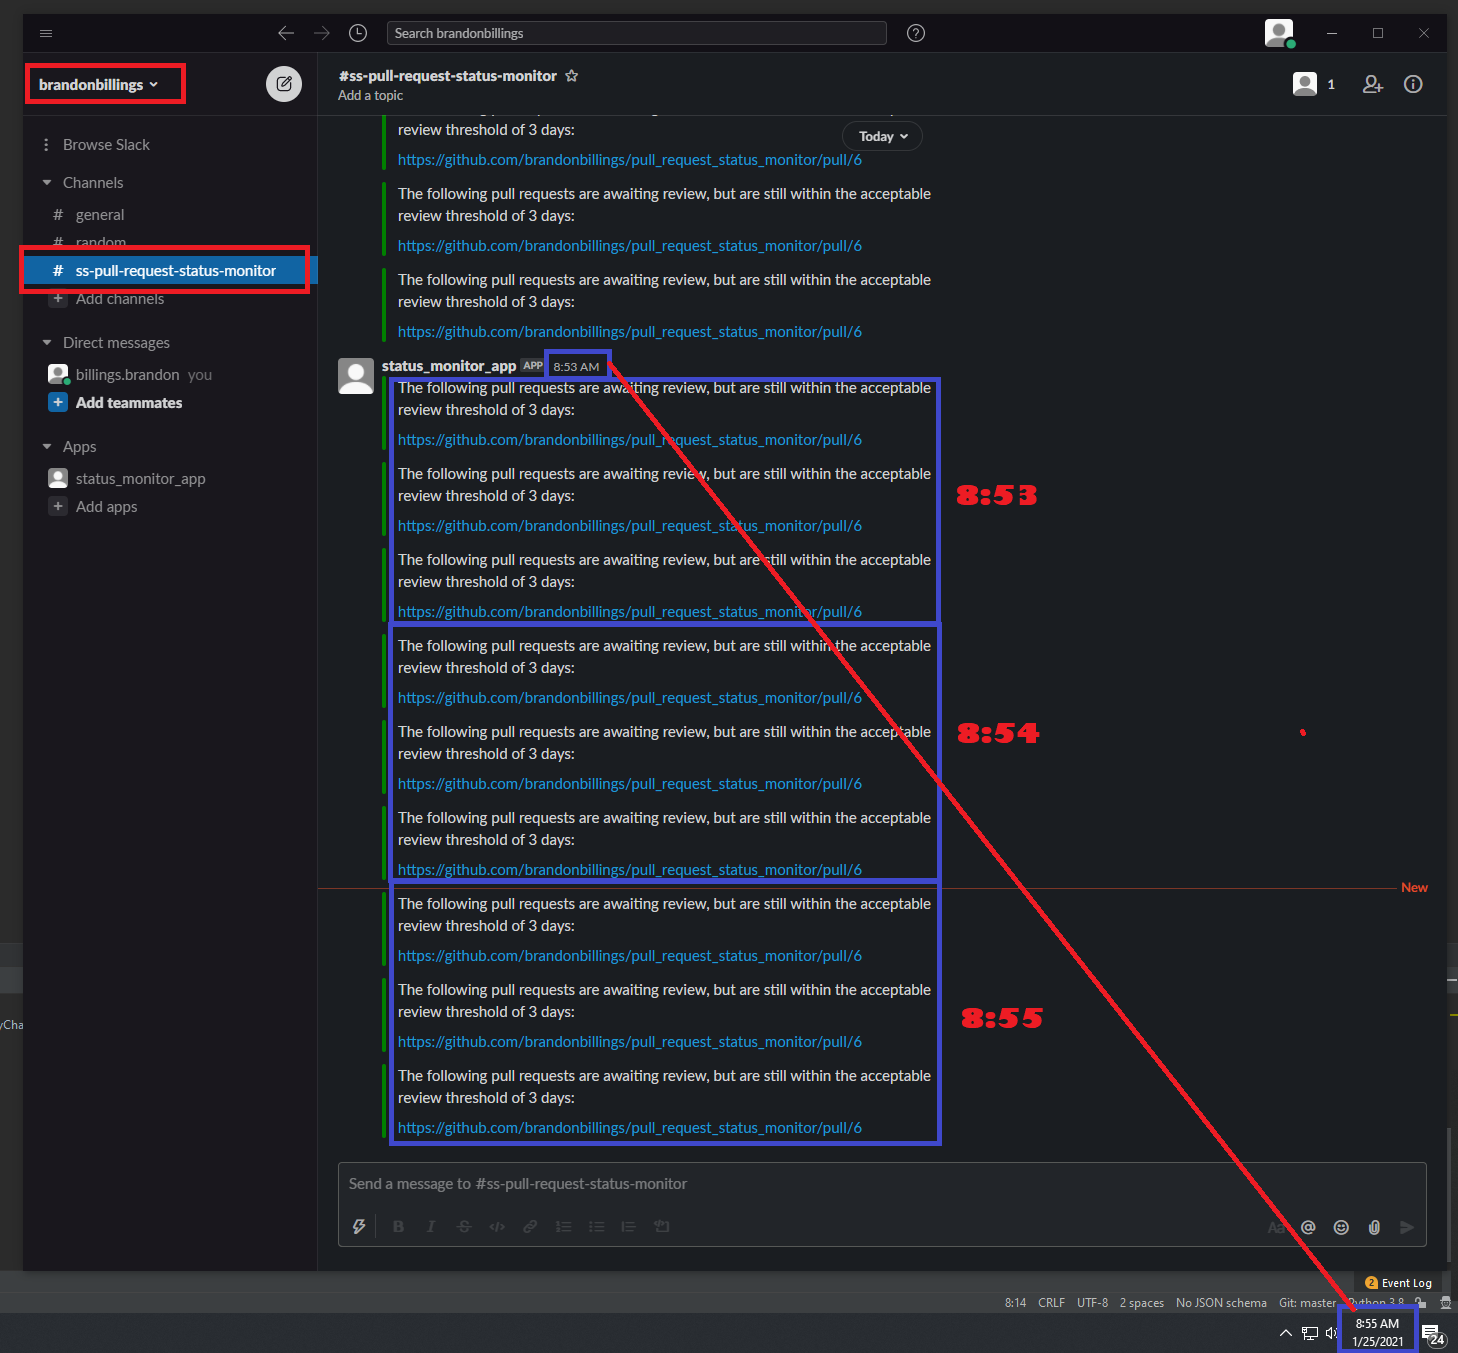 Search brandonbillings
brandonbillings
#ss-pull-request-status-monitor
Add a topic
1
Browse Slack
Channels
# general
# random
# ss-pull-request-status-monitor
+ Add channels
Direct messages
billings.brandon you
+ Add teammates
Apps
status_monitor_app
+ Add apps
review threshold of 3 days:
Today
https://github.com/brandonbillings/pull_request_status_monitor/pull/6
The following pull requests are awaiting review, but are still within the acceptable
review threshold of 3 days:
https://github.com/brandonbillings/pull_request_status_monitor/pull/6
The following pull requests are awaiting review, but are still within the acceptable
review threshold of 3 days:
https://github.com/brandonbillings/pull_request_status_monitor/pull/6
status_monitor_app APP 8:53 AM
The following pull requests are awaiting review, but are still within the acceptable
review threshold of 3 days:
https://github.com/brandonbillings/pull_request_status_monitor/pull/6
The following pull requests are awaiting review, but are still within the acceptable
review threshold of 3 days:
https://github.com/brandonbillings/pull_request_status_monitor/pull/6
The following pull requests are awaiting review, but are still within the acceptable
review threshold of 3 days:
https://github.com/brandonbillings/pull_request_status_monitor/pull/6
8:53
The following pull requests are awaiting review, but are still within the acceptable
review threshold of 3 days:
https://github.com/brandonbillings/pull_request_status_monitor/pull/6
The following pull requests are awaiting review, but are still within the acceptable
review threshold of 3 days:
https://github.com/brandonbillings/pull_request_status_monitor/pull/6
The following pull requests are awaiting review, but are still within the acceptable
review threshold of 3 days:
https://github.com/brandonbillings/pull_request_status_monitor/pull/6
8:54
New
The following pull requests are awaiting review, but are still within the acceptable
review threshold of 3 days:
https://github.com/brandonbillings/pull_request_status_monitor/pull/6
The following pull requests are awaiting review, but are still within the acceptable
review threshold of 3 days:
https://github.com/brandonbillings/pull_request_status_monitor/pull/6
The following pull requests are awaiting review, but are still within the acceptable
review threshold of 3 days:
https://github.com/brandonbillings/pull_request_status_monitor/pull/6
8:55
yCha
Send a message to #ss-pull-request-status-monitor
B I S Aa @
2 Event Log
8:14 CRLF UTF-8 2 spaces No JSON schema Git: master Python 3.8
8:55 AM
1/25/2021
24